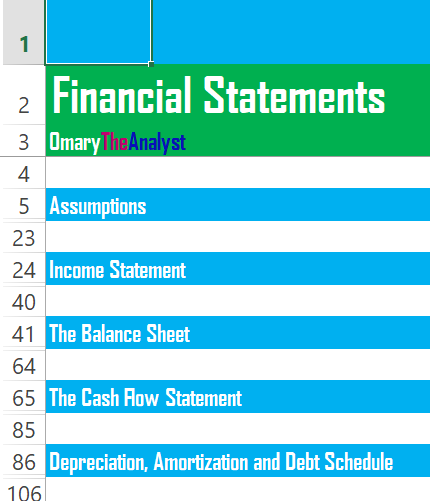 1
2 Financial Statements
3 OmaryTheAnalyst
4
5 Assumptions
23
24 Income Statement
40
41 The Balance Sheet
64
65 The Cash Flow Statement
85
86 Depreciation, Amortization and Debt Schedule
106